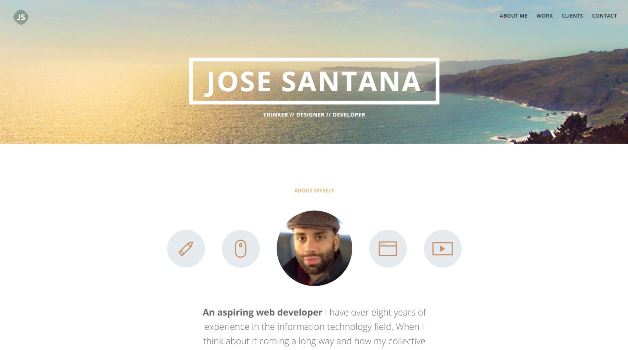 JS
ABOUT ME WORK CLIENTS CONTACT
JOSE SANTANA
THINKER // DESIGNER // DEVELOPER
ABOUT MYSELF
An aspiring web developer I have over eight years of
experience in the information technology field. When I
think about it coming a long way and how my collective